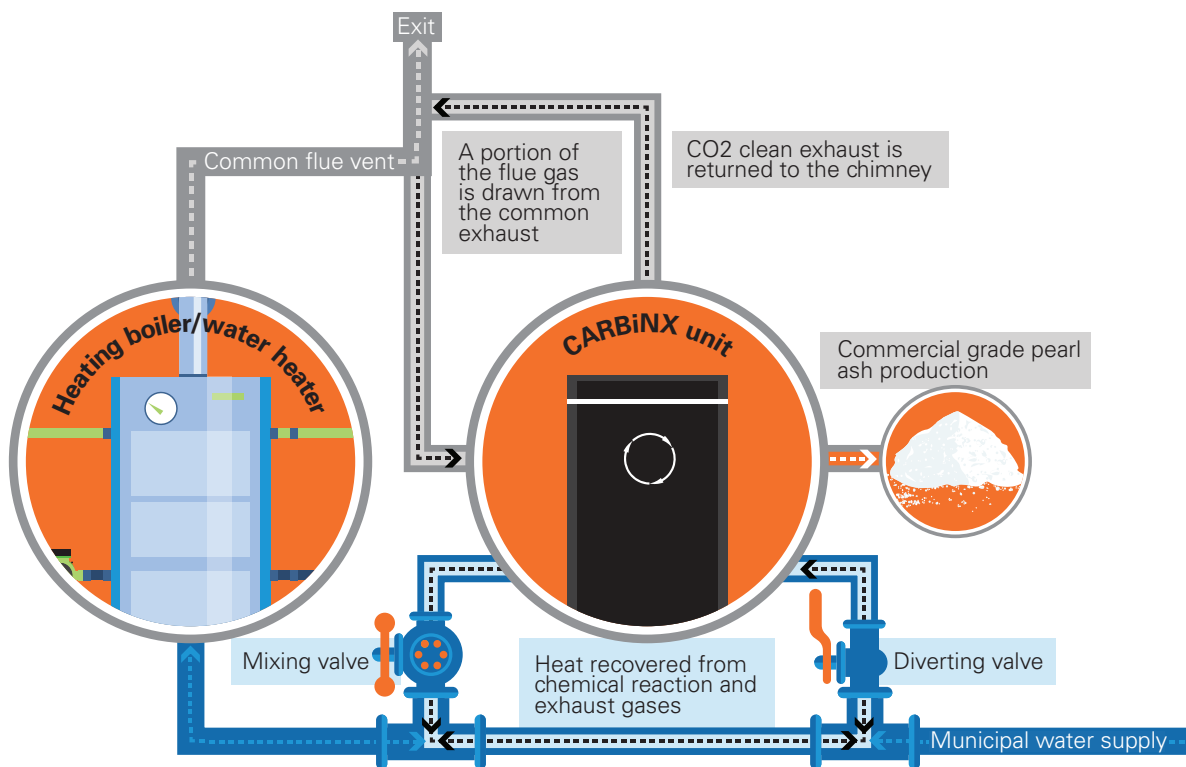 Exit
Common flue vent
A portion of
the flue gas
is drawn from
the common
exhaust
CO2 clean exhaust is
returned to the chimney
Heating boiler/water heater
CARBiNX unit
Commercial grade pearl
ash production
Mixing valve
Heat recovered from
chemical reaction and
exhaust gases
Diverting valve
Municipal water supply